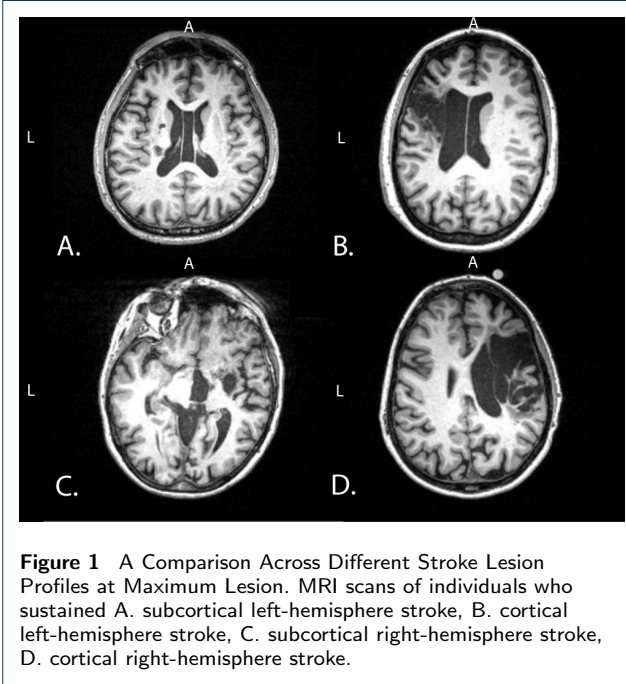 A
A
L
L
A.
B.
A
A
L
L
C.
D.
Figure 1 A Comparison Across Different Stroke Lesion
Profiles at Maximum Lesion. MRI scans of individuals who
sustained A. subcortical left-hemisphere stroke, B. cortical
left-hemisphere stroke, C. subcortical right-hemisphere stroke,
D. cortical right-hemisphere stroke.